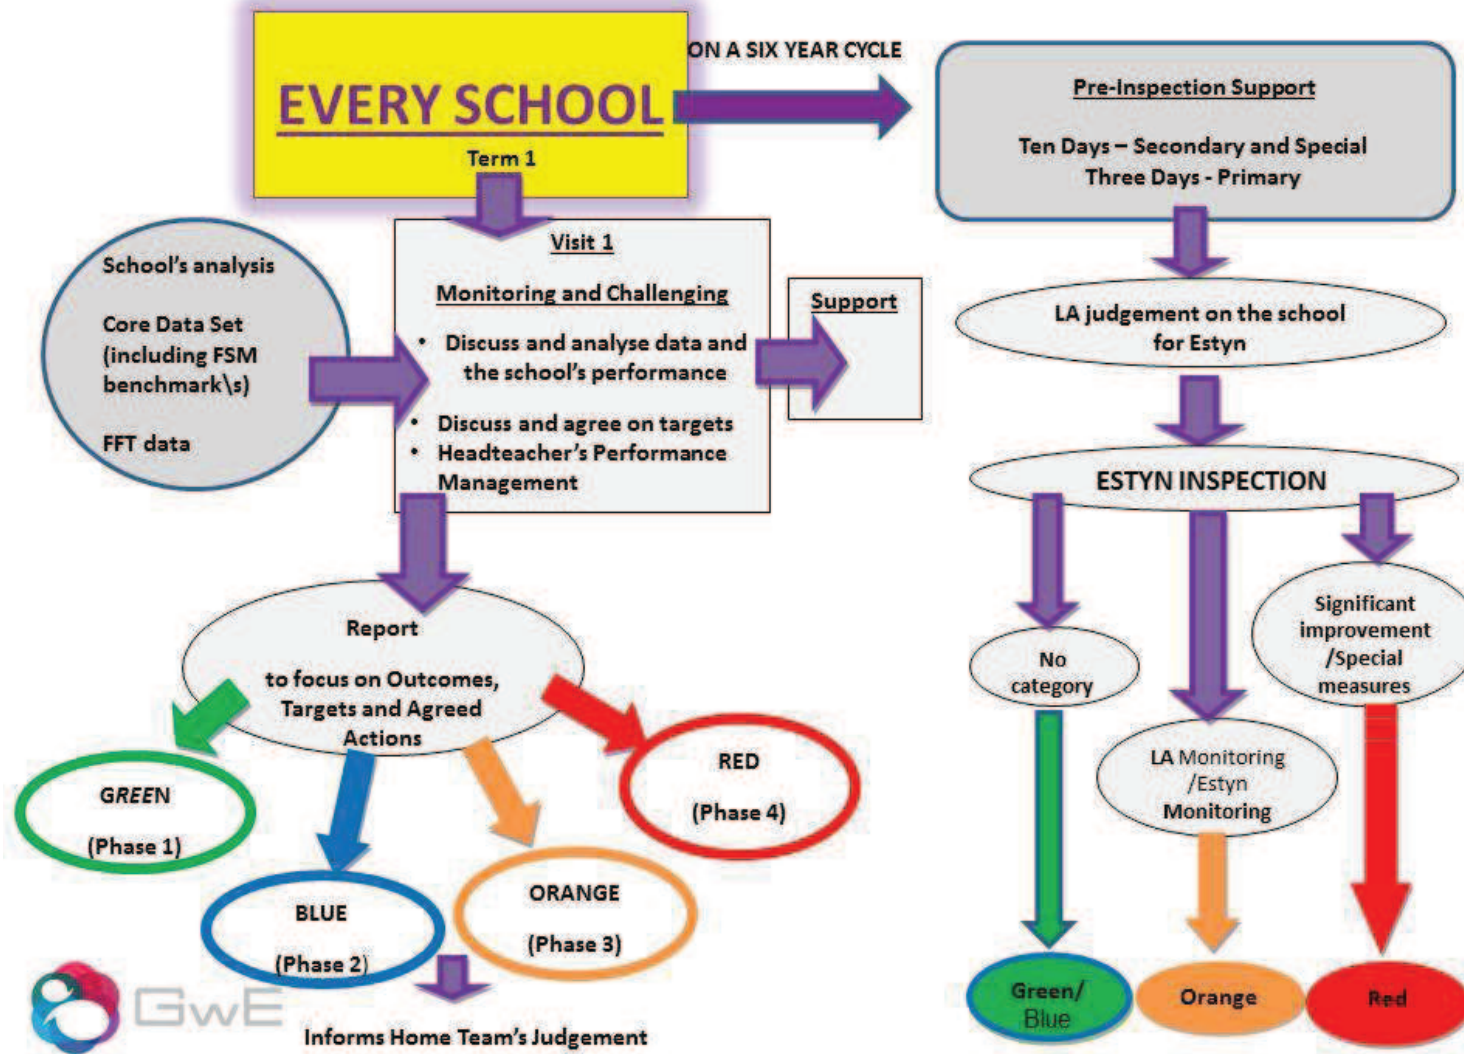 EVERY SCHOOL
Term 1
ON A SIX YEAR CYCLE
Pre-Inspection Support
Ten Days – Secondary and Special
Three Days - Primary
School's analysis
Core Data Set
(including FSM
benchmark\s)
FFT data
Visit 1
Monitoring and Challenging
• Discuss and analyse data and
the school's performance
• Discuss and agree on targets
• Headteacher's Performance
Management
Support
LA judgement on the school
for Estyn
ESTYN INSPECTION
Report
to focus on Outcomes,
Targets and Agreed
Actions
No
category
LA Monitoring
/Estyn
Monitoring
Significant
improvement
/Special
measures
GREEN
(Phase 1)
BLUE
(Phase 2)
ORANGE
(Phase 3)
RED
(Phase 4)
Informs Home Team's Judgement
Green/
Blue
Orange
Red
GwE